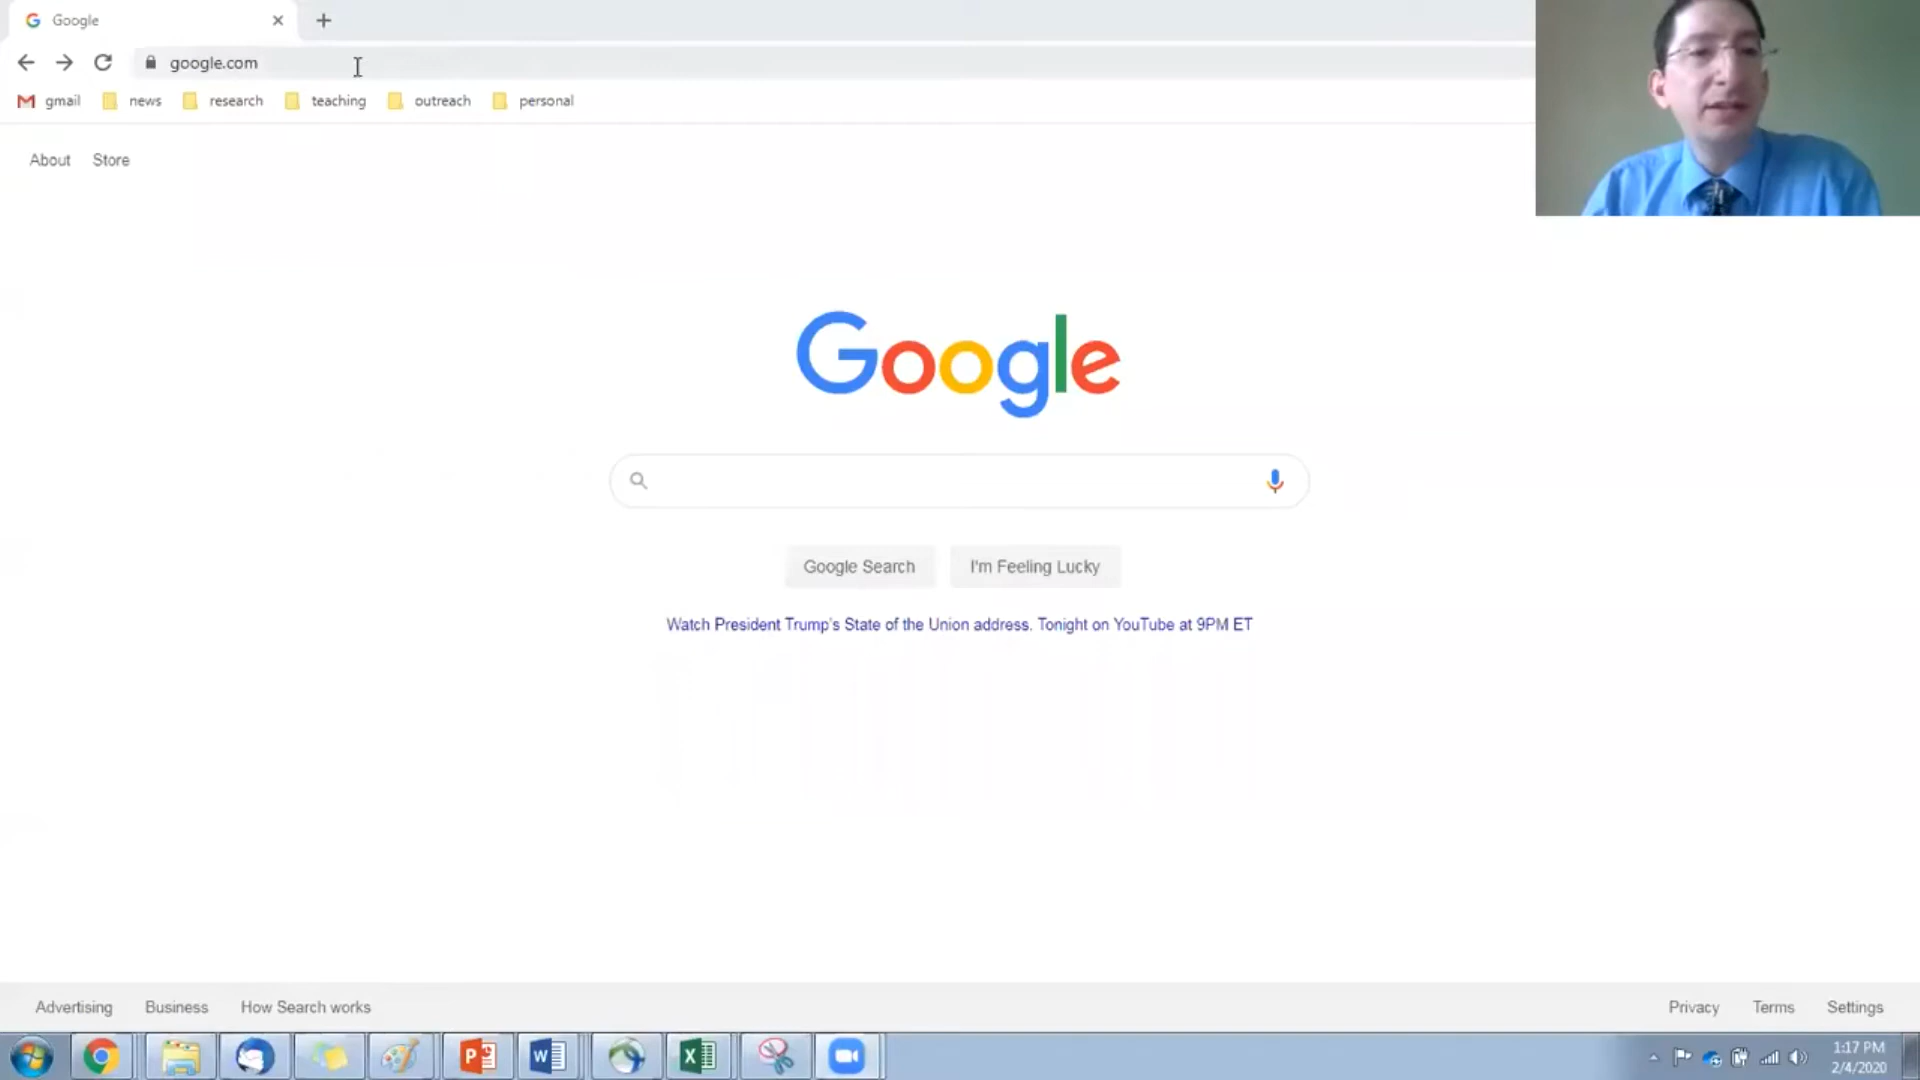 Google
google.com
gmail news research teaching outreach personal
About Store
Google
Google Search I'm Feeling Lucky
Watch President Trump's State of the Union address. Tonight on YouTube at 9PM ET
Advertising Business How Search works Privacy Terms Settings
1:17 PM
2/4/2020